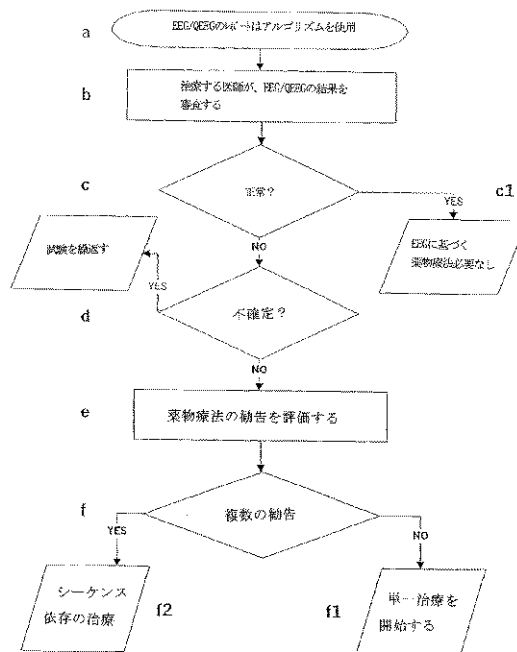 a
EEG/QEEGのレポートはアルゴリズムを使用
b
治療する医師が、EEG/QEEGの結果を
審査する
c
正常?
c1
YES
試験を繰返す
NO
EEGに基づく
薬物療法必要なし
YES
d
不確定?
NO
e
薬物療法の勧告を評価する
f
複数の勧告
YES
NO
シーケンス
依存の治療
f2
f1
単一治療を
開始する